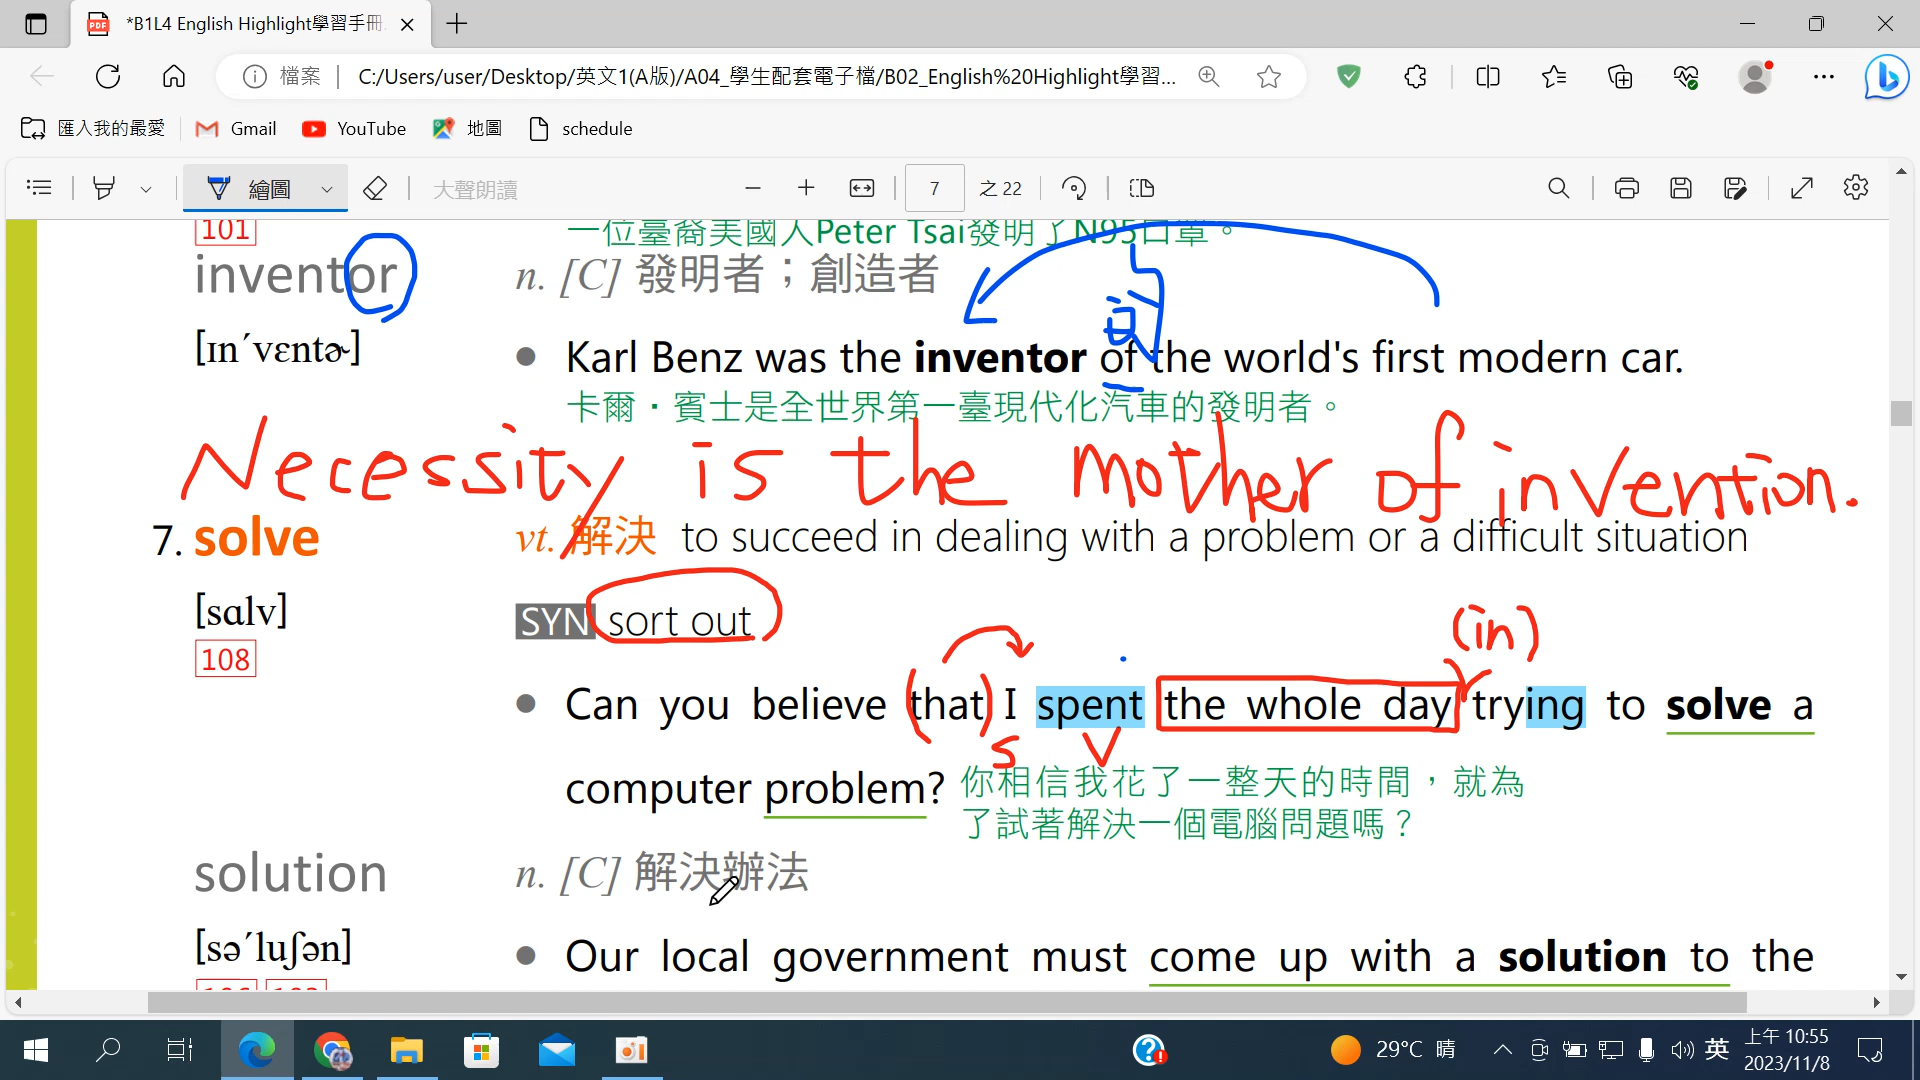 *B1L4 English Highlight學習手冊
檔案 C:/Users/user/Desktop/英文1(A版)/A04_學生配套電子檔/B02_English%20Highlight學習...
匯入我的最愛 Gmail YouTube 地圖 schedule
繪圖 大聲朗讀 7 之 22
101 一位臺裔美國人Peter Tsai發明了N95口罩。
inventor n. [C] 發明者；創造者
的
[ɪnˊvɛntɚ] Karl Benz was the inventor of the world's first modern car.
卡爾・賓士是全世界第一臺現代化汽車的發明者。
Necessity is the mother of invention.
7. solve vt. 解決 to succeed in dealing with a problem or a difficult situation
[sɑlv] SYN sort out
(in)
108
Can you believe (that) I spent the whole day trying to solve a
S V
computer problem? 你相信我花了一整天的時間，就為
了試著解決一個電腦問題嗎？
solution n. [C] 解決辦法
[səˊluʃən] Our local government must come up with a solution to the
29°C 晴 英 上午 10:55
2023/11/8